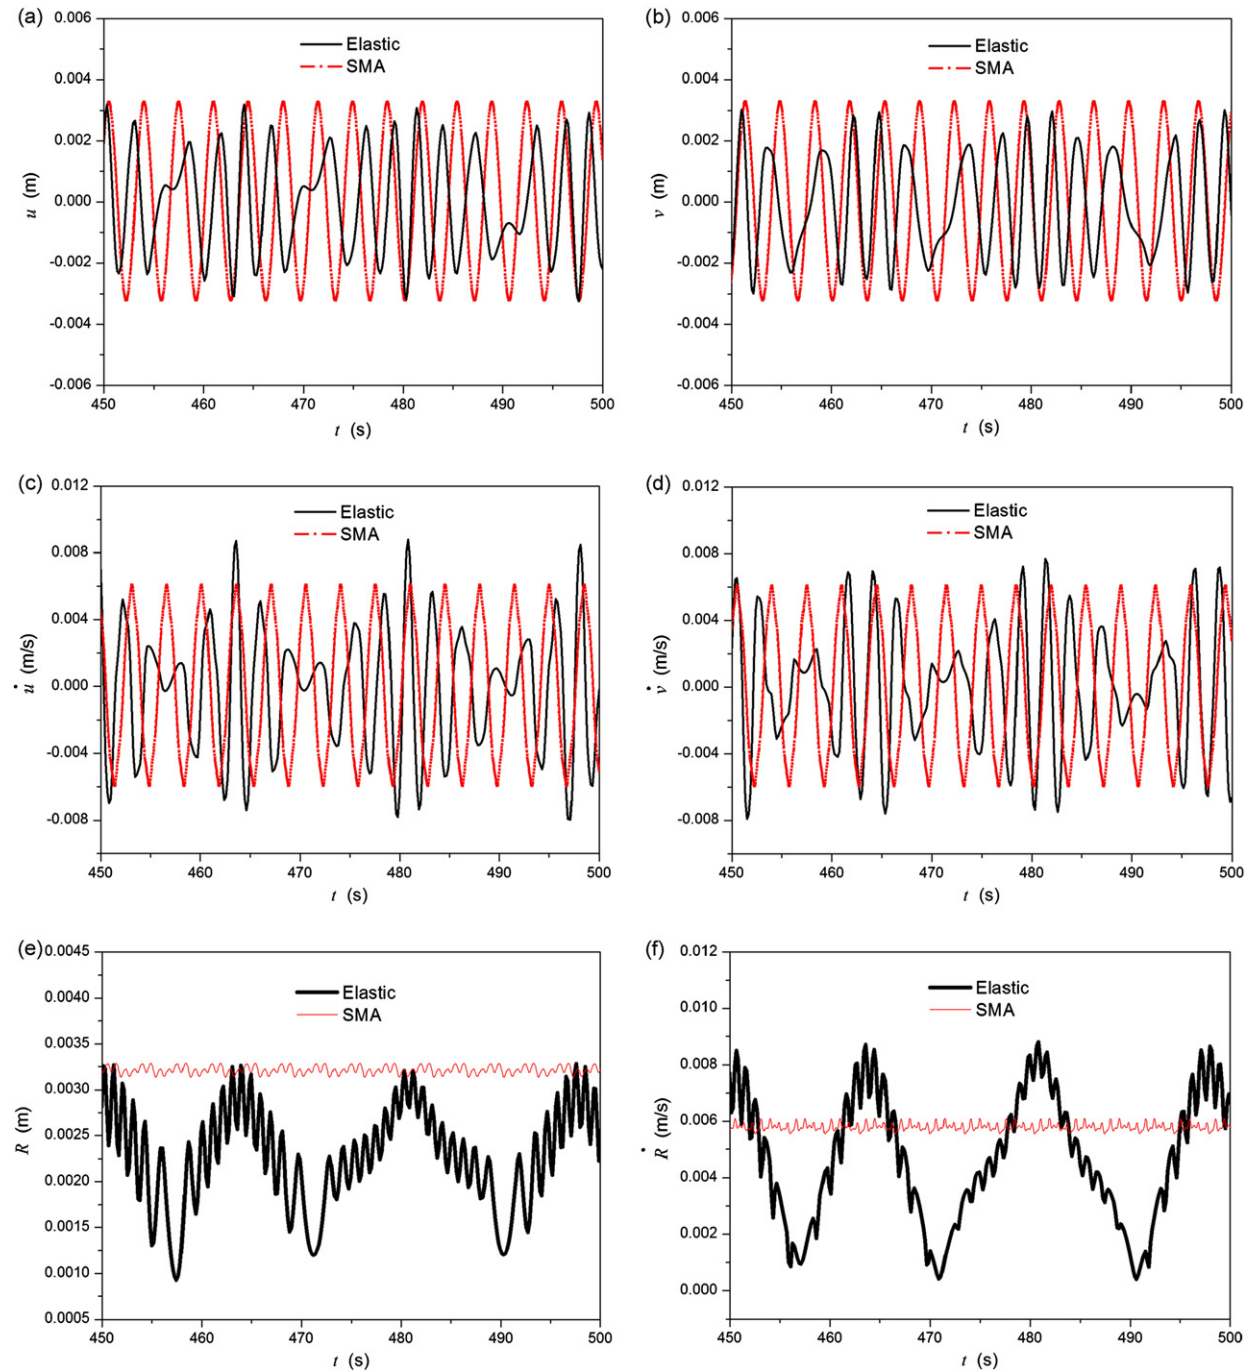 (a)
0.006
0.004
0.002
0.000
-0.002
-0.004
-0.006
u (m)
Elastic
SMA
450 460 470 480 490 500
t (s)
(b)
0.006
0.004
0.002
0.000
-0.002
-0.004
-0.006
v (m)
Elastic
SMA
450 460 470 480 490 500
t (s)
(c)
0.012
0.008
0.004
0.000
-0.004
-0.008
u̇ (m/s)
Elastic
SMA
450 460 470 480 490 500
t (s)
(d)
0.012
0.008
0.004
0.000
-0.004
-0.008
v̇ (m/s)
Elastic
SMA
450 460 470 480 490 500
t (s)
(e)
0.0045
0.0040
0.0035
0.0030
0.0025
0.0020
0.0015
0.0010
0.0005
R (m)
Elastic
SMA
450 460 470 480 490 500
t (s)
(f)
0.012
0.010
0.008
0.006
0.004
0.002
0.000
Ṙ (m/s)
Elastic
SMA
450 460 470 480 490 500
t (s)